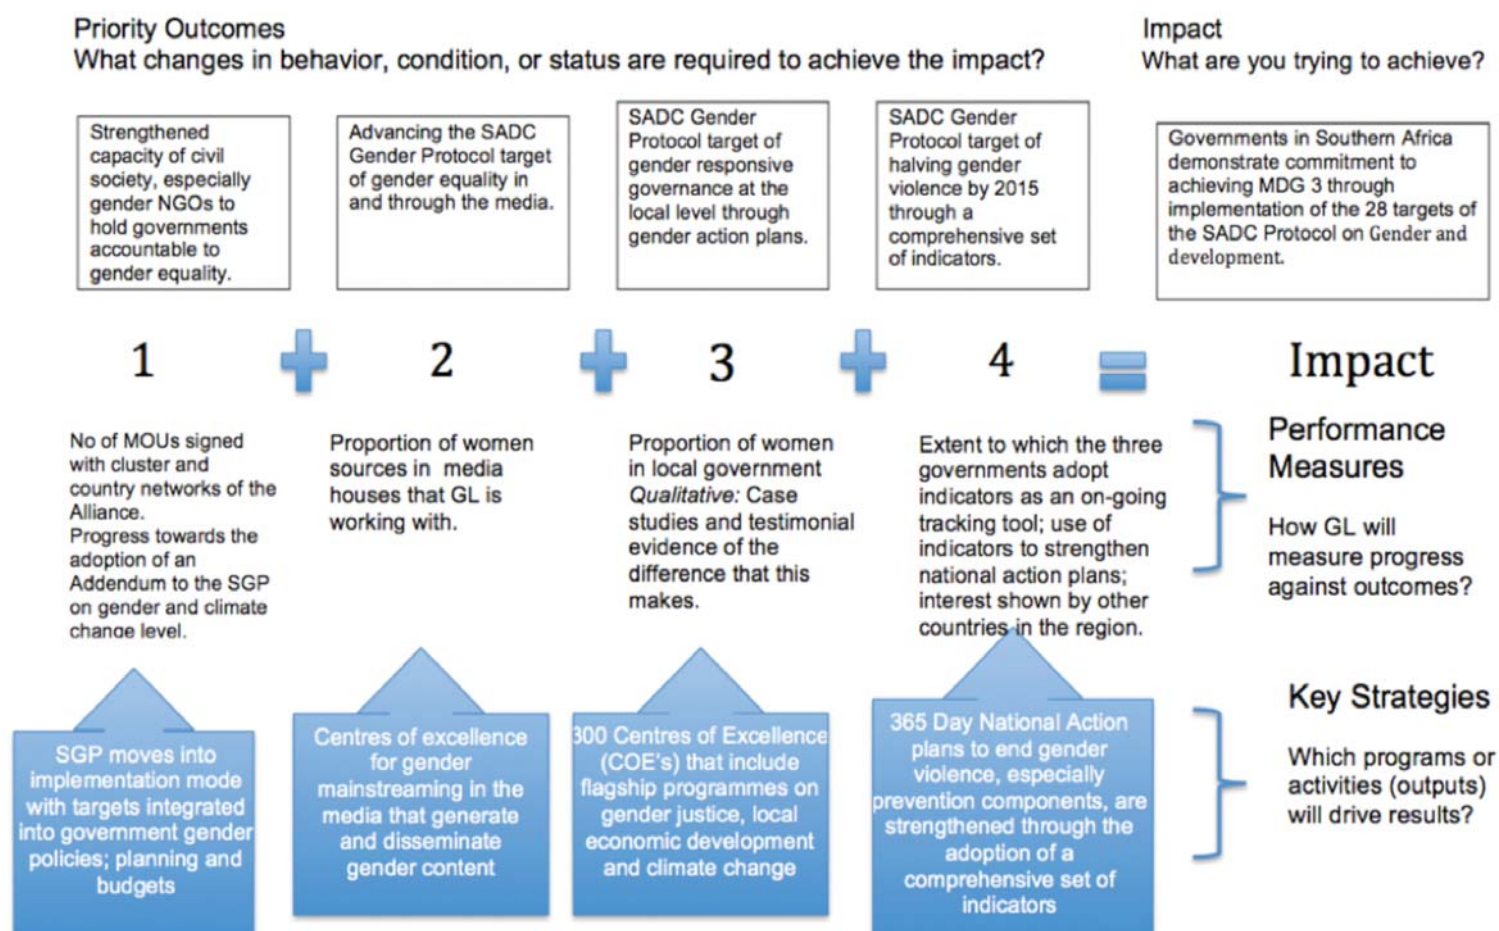 Priority Outcomes
What changes in behavior, condition, or status are required to achieve the impact?
Impact
What are you trying to achieve?
Strengthened
capacity of civil
society, especially
gender NGOs to
hold governments
accountable to
gender equality.
Advancing the SADC
Gender Protocol target
of gender equality in
and through the media.
SADC Gender
Protocol target of
gender responsive
governance at the
local level through
gender action plans.
SADC Gender
Protocol target of
halving gender
violence by 2015
through a
comprehensive set
of indicators.
Governments in Southern Africa
demonstrate commitment to
achieving MDG 3 through
implementation of the 28 targets of
the SADC Protocol on Gender and
development.
1 + 2 + 3 + 4 = Impact
No of MOUs signed
with cluster and
country networks of the
Alliance.
Progress towards the
adoption of an
Addendum to the SGP
on gender and climate
change level.
Proportion of women
sources in media
houses that GL is
working with.
Proportion of women
in local government
Qualitative: Case
studies and testimonial
evidence of the
difference that this
makes.
Extent to which the three
governments adopt
indicators as an on-going
tracking tool; use of
indicators to strengthen
national action plans;
interest shown by other
countries in the region.
Performance
Measures
How GL will
measure progress
against outcomes?
SGP moves into
implementation mode
with targets integrated
into government gender
policies; planning and
budgets
Centres of excellence
for gender
mainstreaming in the
media that generate
and disseminate
gender content
300 Centres of Excellence
(COE's) that include
flagship programmes on
gender justice, local
economic development
and climate change
365 Day National Action
plans to end gender
violence, especially
prevention components, are
strengthened through the
adoption of a
comprehensive set of
indicators
Key Strategies
Which programs or
activities (outputs)
will drive results?